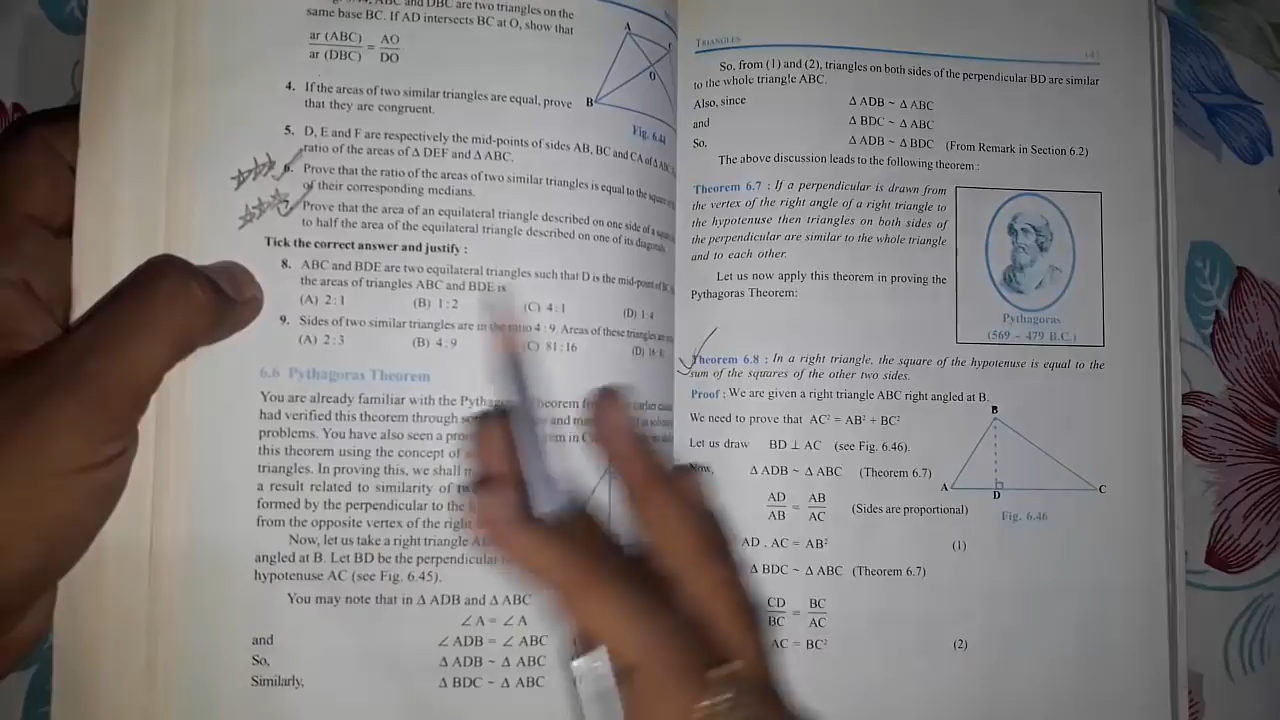 ABC and DBC are two triangles on the
same base BC. If AD intersects BC at O, show that
ar (ABC) / ar (DBC) = AO / DO
A
O
B
Fig. 6.44
4. If the areas of two similar triangles are equal, prove
that they are congruent.
5. D, E and F are respectively the mid-points of sides AB, BC and CA of Δ ABC.
ratio of the areas of Δ DEF and Δ ABC.
6. Prove that the ratio of the areas of two similar triangles is equal to the square
of their corresponding medians.
7. Prove that the area of an equilateral triangle described on one side of a square
to half the area of the equilateral triangle described on one of its diagonals
Tick the correct answer and justify :
8. ABC and BDE are two equilateral triangles such that D is the mid-point of
the areas of triangles ABC and BDE is
(A) 2 : 1 (B) 1 : 2 (C) 4 : 1 (D) 1 : 4
9. Sides of two similar triangles are in the ratio 4 : 9. Areas of these triangles are
(A) 2 : 3 (B) 4 : 9 (C) 81 : 16 (D) 16
6.6 Pythagoras Theorem
You are already familiar with the
had verified this theorem through
problems. You have also seen a
this theorem using the concept of
triangles. In proving this, we shall
a result related to similarity of
formed by the perpendicular to the
from the opposite vertex of the right
Now, let us take a right triangle
angled at B. Let BD be the perpendicular
hypotenuse AC (see Fig. 6.45).
You may note that in Δ ADB and Δ ABC
∠ A = ∠ A
and ∠ ADB = ∠ ABC
So, Δ ADB ~ Δ ABC
Similarly, Δ BDC ~ Δ ABC
TRIANGLES
So, from (1) and (2), triangles on both sides of the perpendicular BD are similar
to the whole triangle ABC.
Also, since Δ ADB ~ Δ ABC
and Δ BDC ~ Δ ABC
So, Δ ADB ~ Δ BDC (From Remark in Section 6.2)
The above discussion leads to the following theorem :
Theorem 6.7 : If a perpendicular is drawn from
the vertex of the right angle of a right triangle to
the hypotenuse then triangles on both sides of
the perpendicular are similar to the whole triangle
and to each other.
Let us now apply this theorem in proving the
Pythagoras Theorem:
Pythagoras
(569 – 479 B.C.)
Theorem 6.8 : In a right triangle, the square of the hypotenuse is equal to the
sum of the squares of the other two sides.
Proof : We are given a right triangle ABC right angled at B.
We need to prove that AC² = AB² + BC²
Let us draw BD ⊥ AC (see Fig. 6.46).
Now, Δ ADB ~ Δ ABC (Theorem 6.7)
AD / AB = AB / AC (Sides are proportional)
AD . AC = AB² (1)
Δ BDC ~ Δ ABC (Theorem 6.7)
CD / BC = BC / AC
AC = BC² (2)
B
A
D
C
Fig. 6.46